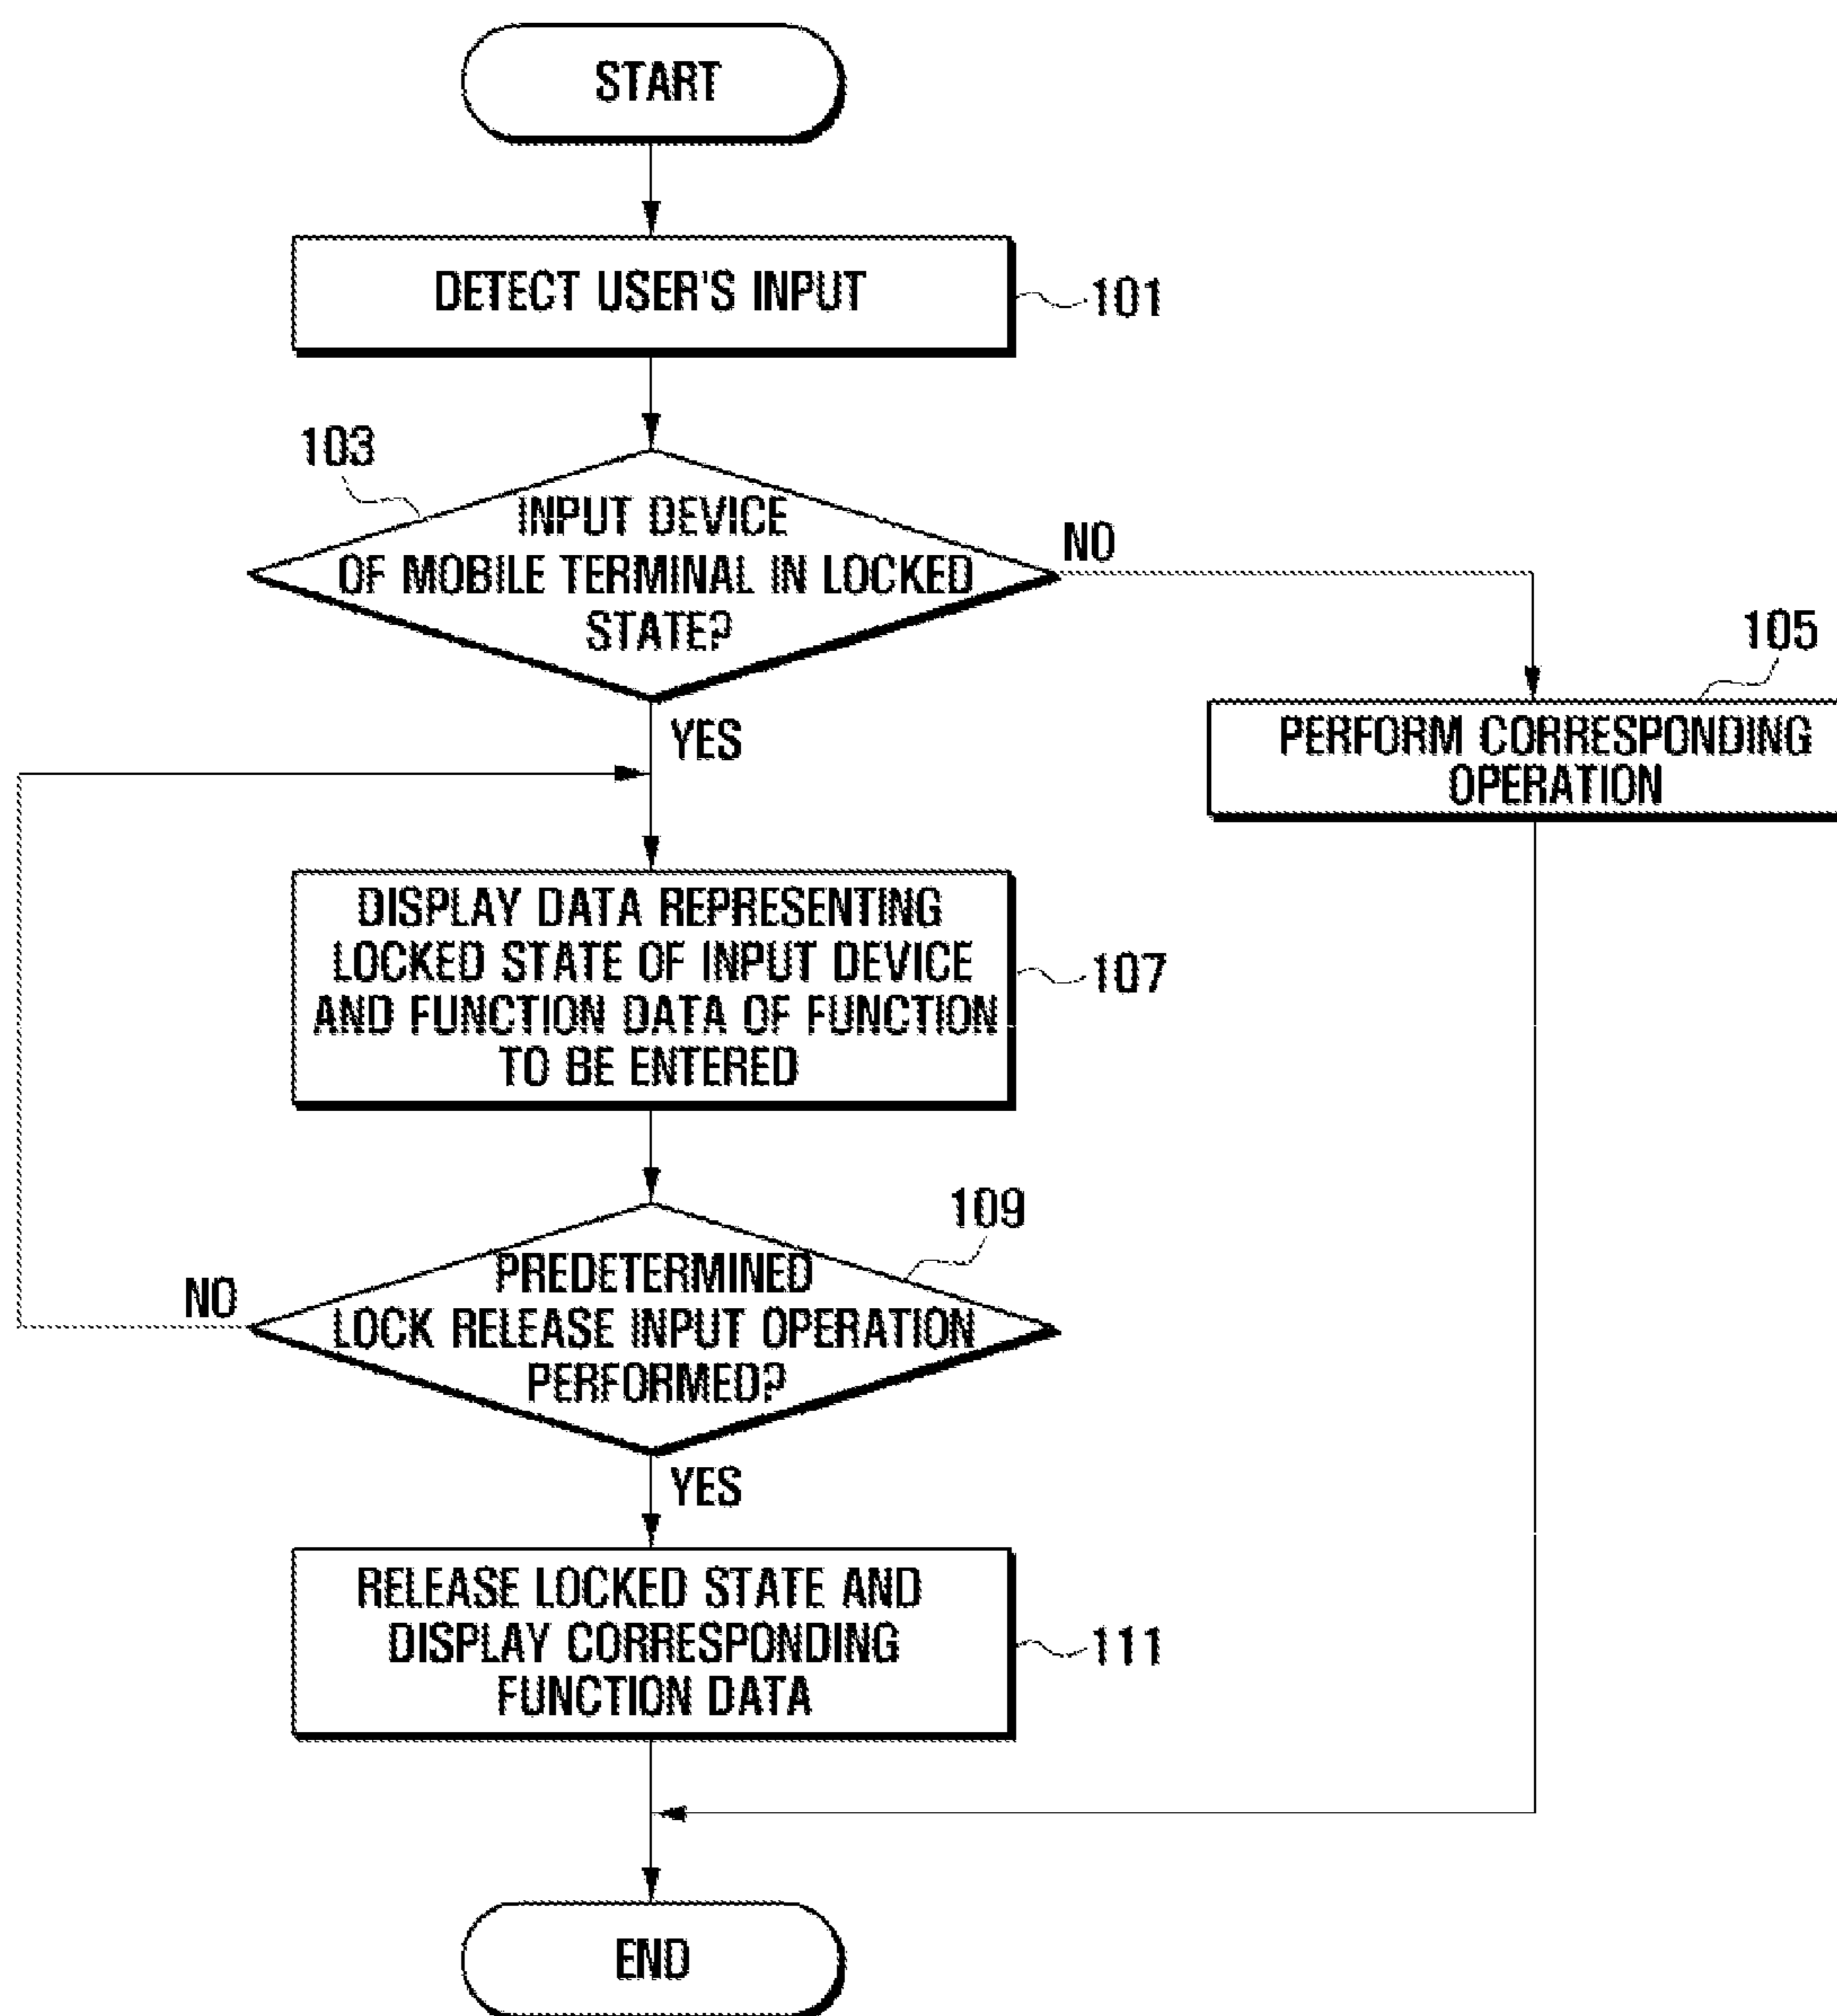 START
DETECT USER'S INPUT
101
103
INPUT DEVICE
OF MOBILE TERMINAL IN LOCKED
STATE?
NO
YES
105
PERFORM CORRESPONDING
OPERATION
DISPLAY DATA REPRESENTING
LOCKED STATE OF INPUT DEVICE
AND FUNCTION DATA OF FUNCTION
TO BE ENTERED
107
109
PREDETERMINED
LOCK RELEASE INPUT OPERATION
PERFORMED?
NO
YES
RELEASE LOCKED STATE AND
DISPLAY CORRESPONDING
FUNCTION DATA
111
END